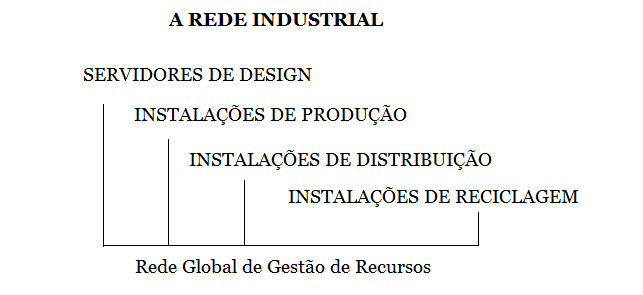 A REDE INDUSTRIAL
SERVIDORES DE DESIGN
INSTALAÇÕES DE PRODUÇÃO
INSTALAÇÕES DE DISTRIBUIÇÃO
INSTALAÇÕES DE RECICLAGEM
Rede Global de Gestão de Recursos